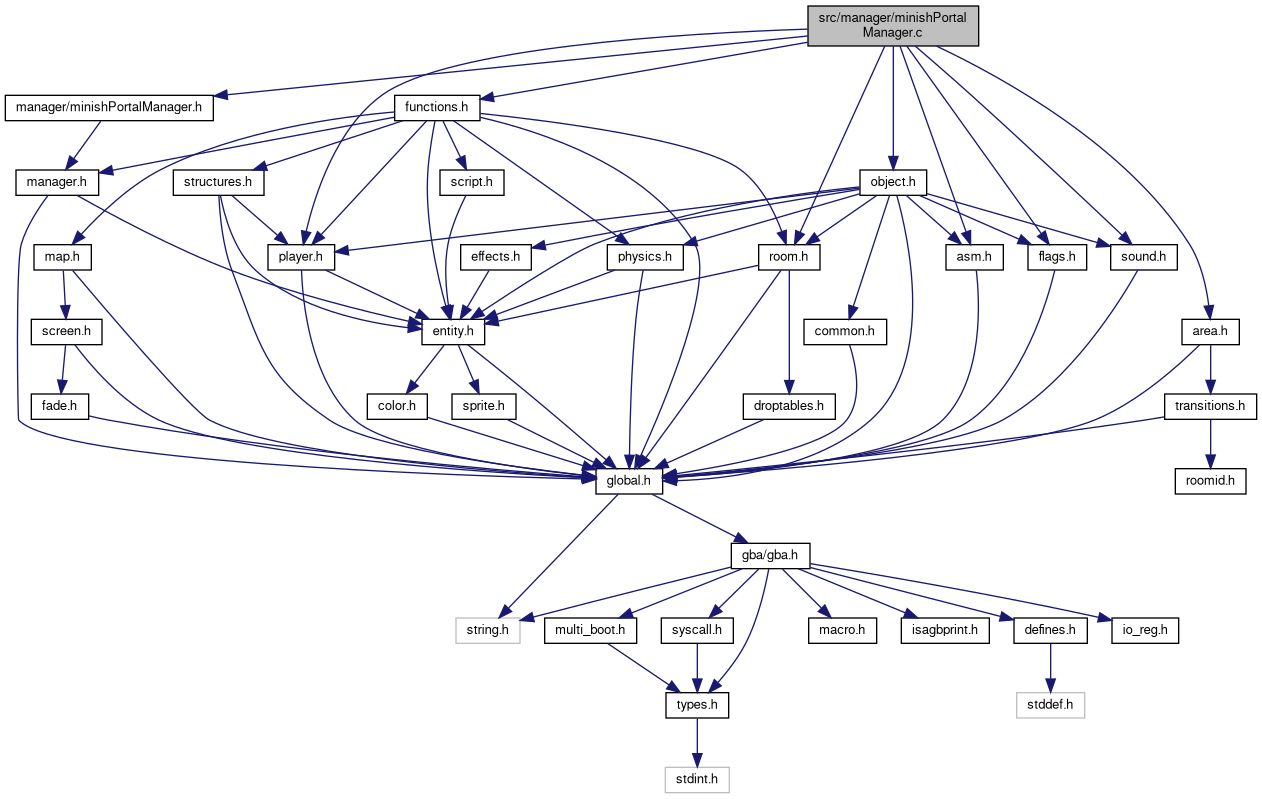 src/manager/minishPortal
Manager.c
manager/minishPortalManager.h
functions.h
manager.h
structures.h
script.h
object.h
map.h
player.h
effects.h
physics.h
room.h
asm.h
flags.h
sound.h
screen.h
entity.h
common.h
area.h
fade.h
color.h
sprite.h
droptables.h
transitions.h
global.h
roomid.h
gba/gba.h
string.h
multi_boot.h
syscall.h
macro.h
isagbprint.h
defines.h
io_reg.h
types.h
stddef.h
stdint.h